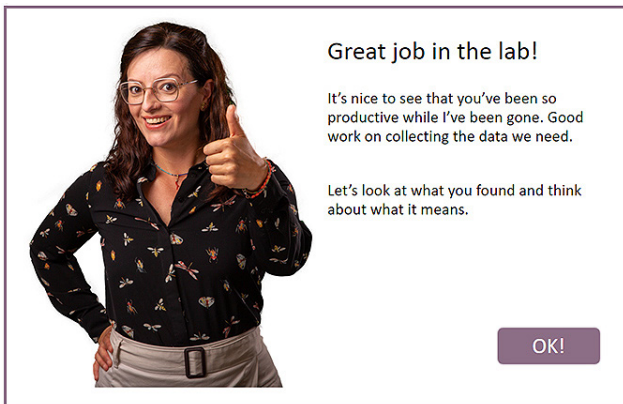 Great job in the lab!
It’s nice to see that you’ve been so
productive while I’ve been gone. Good
work on collecting the data we need.
Let’s look at what you found and think
about what it means.
OK!